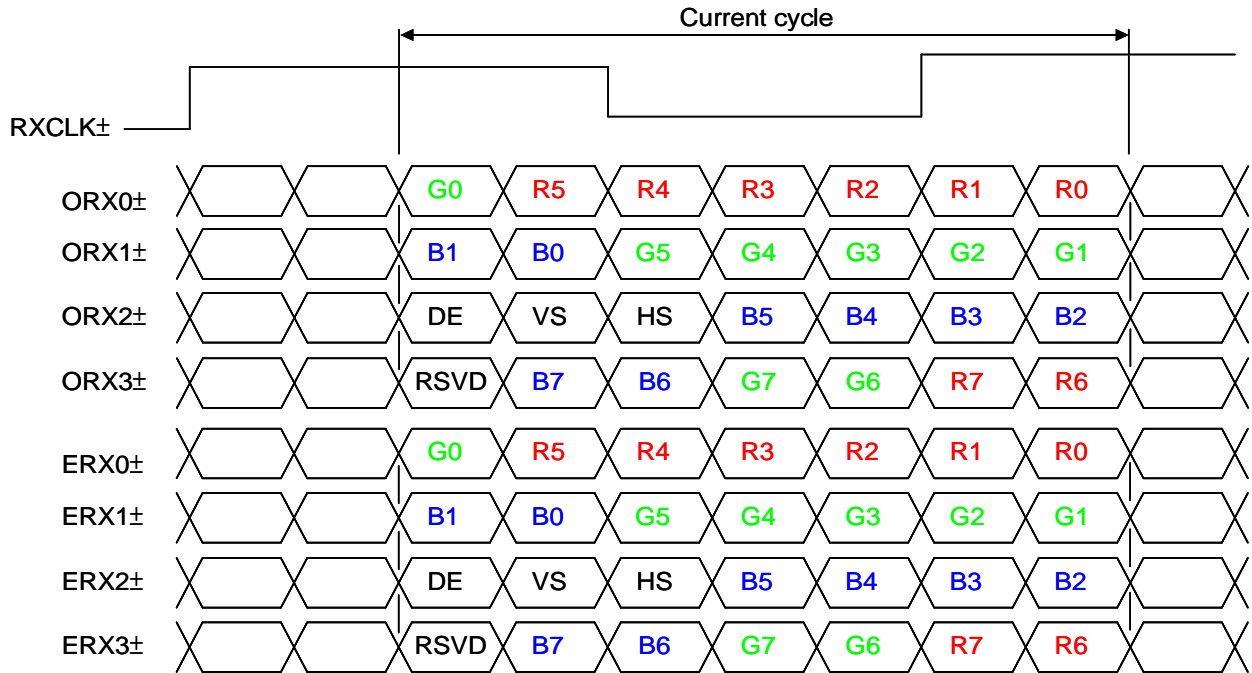 Current cycle
RXCLK±
ORX0± G0 R5 R4 R3 R2 R1 R0
ORX1± B1 B0 G5 G4 G3 G2 G1
ORX2± DE VS HS B5 B4 B3 B2
ORX3± RSVD B7 B6 G7 G6 R7 R6
ERX0± G0 R5 R4 R3 R2 R1 R0
ERX1± B1 B0 G5 G4 G3 G2 G1
ERX2± DE VS HS B5 B4 B3 B2
ERX3± RSVD B7 B6 G7 G6 R7 R6